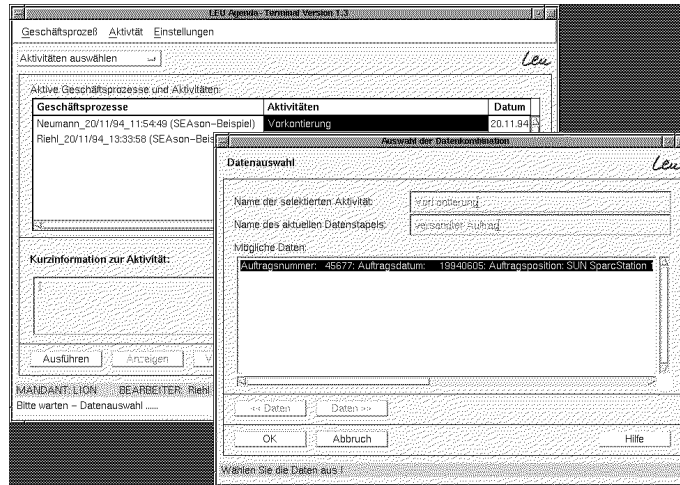 LEU Agenda-Terminal Version 1.3
Geschäftsprozeß Aktivtät Einstellungen
Aktivitäten auswählen
Leu
Aktive Geschäftsprozesse und Aktivitäten:
Geschäftsprozesse Aktivitäten Datum
Neumann_20/11/94_11:54:49 (SEAson-Beispiel) Vorkontierung 20.11.94
Riehl_20/11/94_13:33:58 (SEAson-Beis
Auswahl der Datenkombination
Datenauswahl
Leu
Name der selektierten Aktivität: Vorkontierung
Name des aktuellen Datenstapels: versandter Auftrag
Mögliche Daten:
Auftragsnummer: 45677: Auftragsdatum: 19940605: Auftragsposition: SUN SparcStation
Kurzinformation zur Aktivität:
Ausführen Anzeigen V
<< Daten Daten >>
OK Abbruch Hilfe
MANDANT: LION BEARBEITER: Riehl
Bitte warten - Datenauswahl .....
Wählen Sie die Daten aus !